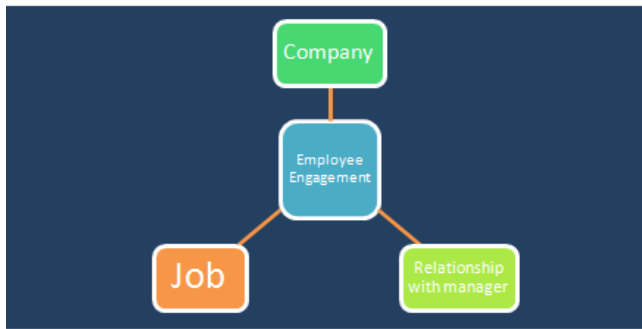 Company
Employee
Engagement
Job
Relationship
with manager